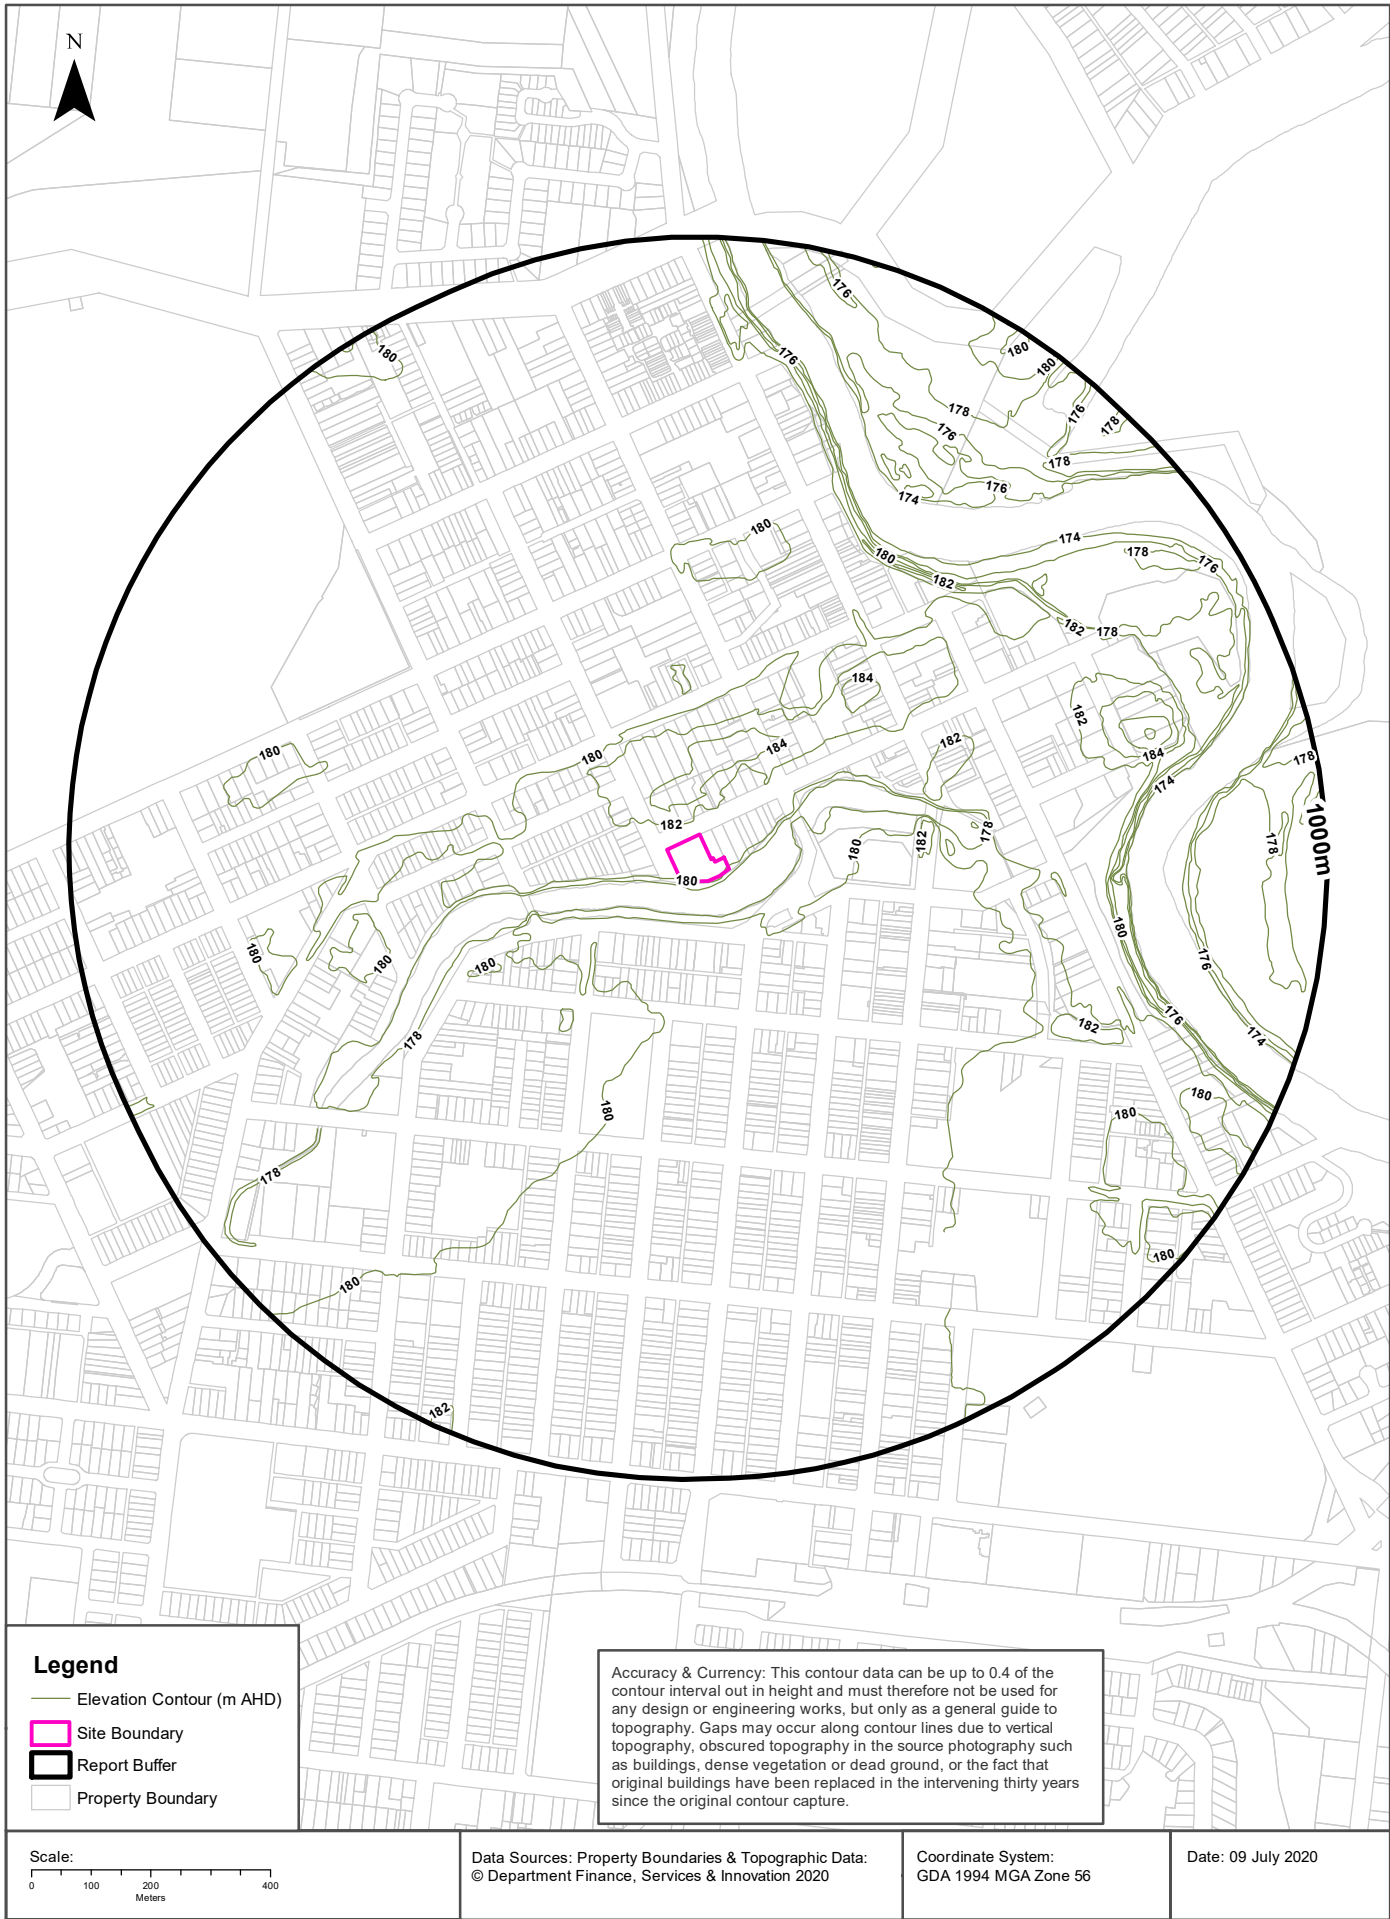 N
176
180
180
180
176
176
178
178
176
178
176
174
180
174
178
176
180
182
182
178
184
182
182
184
180
180
184
174
178
182
178
182
180
178
1000m
180
180
180
180
180
176
178
176
182
174
180
180
180
178
180
180
182
Legend
Elevation Contour (m AHD)
Site Boundary
Report Buffer
Property Boundary
Accuracy & Currency: This contour data can be up to 0.4 of the
contour interval out in height and must therefore not be used for
any design or engineering works, but only as a general guide to
topography. Gaps may occur along contour lines due to vertical
topography, obscured topography in the source photography such
as buildings, dense vegetation or dead ground, or the fact that
original buildings have been replaced in the intervening thirty years
since the original contour capture.
Scale:
0 100 200 400
Meters
Data Sources: Property Boundaries & Topographic Data:
© Department Finance, Services & Innovation 2020
Coordinate System:
GDA 1994 MGA Zone 56
Date: 09 July 2020